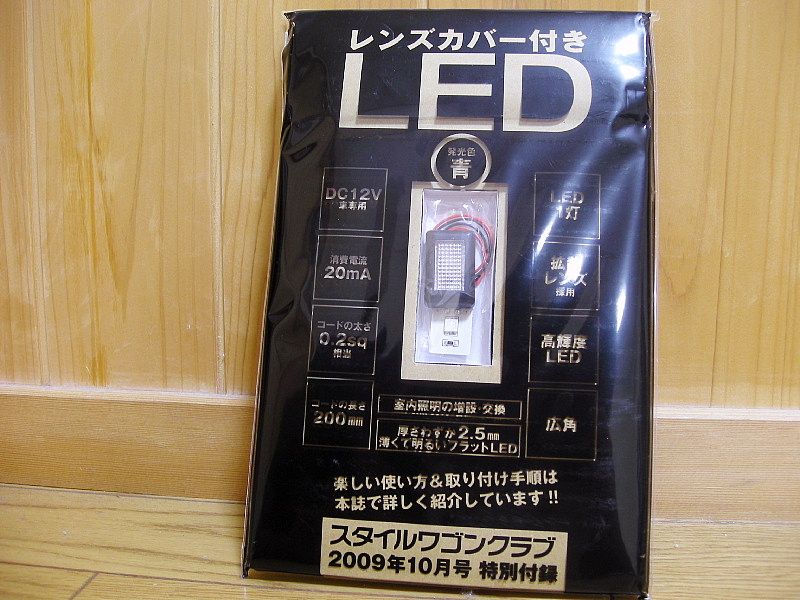 レンズカバー付き
LED
発光色
青
DC12V
車専用
消費電流
20mA
コードの太さ
0.2sq
相当
コードの長さ
200mm
LED
1灯
拡散
レンズ
採用
高輝度
LED
広角
室内照明の増設・交換
厚さわずか2.5mm
薄くて明るいフラットLED
楽しい使い方&取り付け手順は
本誌で詳しく紹介しています!!
スタイルワゴンクラブ
2009年10月号 特別付録